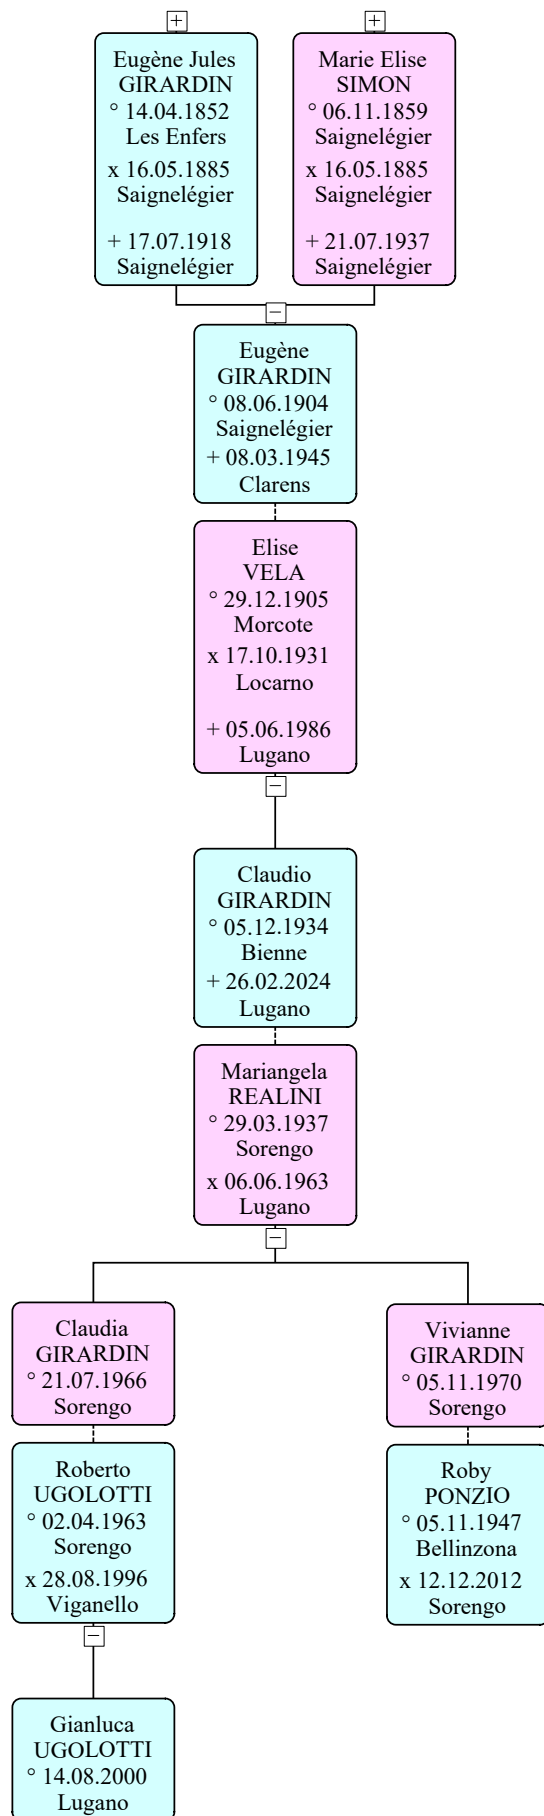 Eugène Jules
GIRARDIN
° 14.04.1852
Les Enfers
x 16.05.1885
Saignelégier
+ 17.07.1918
Saignelégier
Marie Elise
SIMON
° 06.11.1859
Saignelégier
x 16.05.1885
Saignelégier
+ 21.07.1937
Saignelégier
Eugène
GIRARDIN
° 08.06.1904
Saignelégier
+ 08.03.1945
Clarens
Elise
VELA
° 29.12.1905
Morcote
x 17.10.1931
Locarno
+ 05.06.1986
Lugano
Claudio
GIRARDIN
° 05.12.1934
Bienne
+ 26.02.2024
Lugano
Mariangela
REALINI
° 29.03.1937
Sorengo
x 06.06.1963
Lugano
Claudia
GIRARDIN
° 21.07.1966
Sorengo
Roberto
UGOLOTTI
° 02.04.1963
Sorengo
x 28.08.1996
Viganello
Gianluca
UGOLOTTI
° 14.08.2000
Lugano
Vivianne
GIRARDIN
° 05.11.1970
Sorengo
Roby
PONZIO
° 05.11.1947
Bellinzona
x 12.12.2012
Sorengo